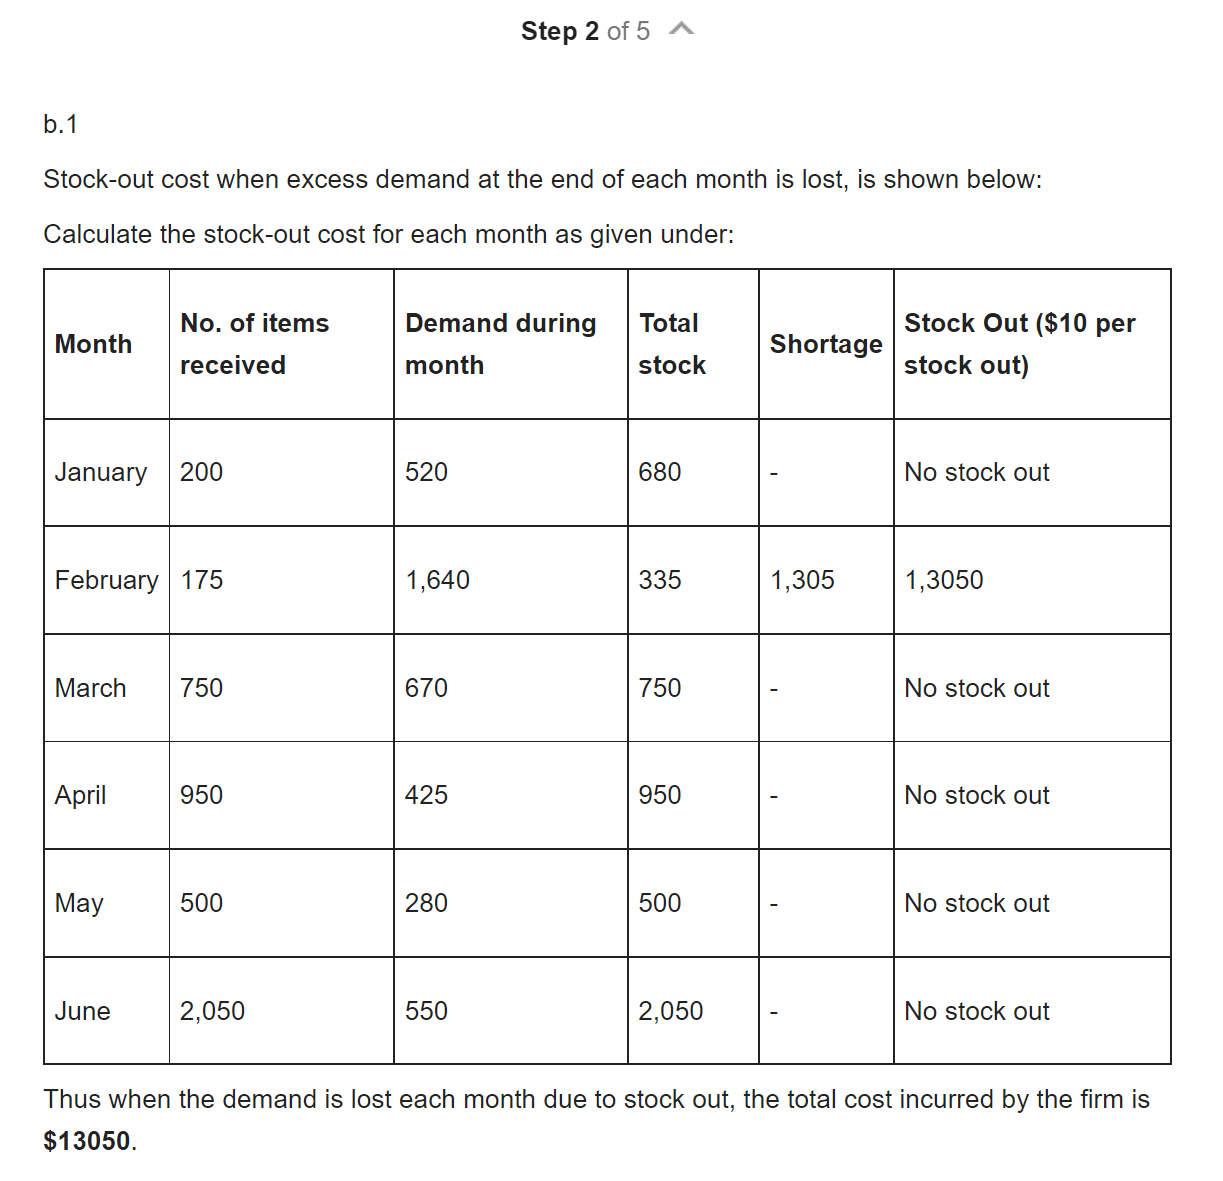 Step 2 of 5
b.1
Stock-out cost when excess demand at the end of each month is lost, is shown below:
Calculate the stock-out cost for each month as given under:
Month | No. of items received | Demand during month | Total stock | Shortage | Stock Out ($10 per stock out)
January | 200 | 520 | 680 | - | No stock out
February | 175 | 1,640 | 335 | 1,305 | 1,3050
March | 750 | 670 | 750 | - | No stock out
April | 950 | 425 | 950 | - | No stock out
May | 500 | 280 | 500 | - | No stock out
June | 2,050 | 550 | 2,050 | - | No stock out
Thus when the demand is lost each month due to stock out, the total cost incurred by the firm is
$13050.